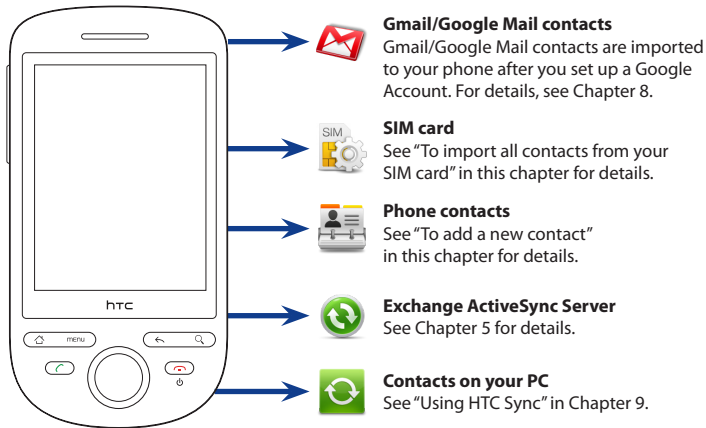 Gmail/Google Mail contacts
Gmail/Google Mail contacts are imported
to your phone after you set up a Google
Account. For details, see Chapter 8.
SIM
SIM card
See “To import all contacts from your
SIM card” in this chapter for details.
Phone contacts
See “To add a new contact”
in this chapter for details.
hTC
MENU
Exchange ActiveSync Server
See Chapter 5 for details.
Contacts on your PC
See “Using HTC Sync” in Chapter 9.